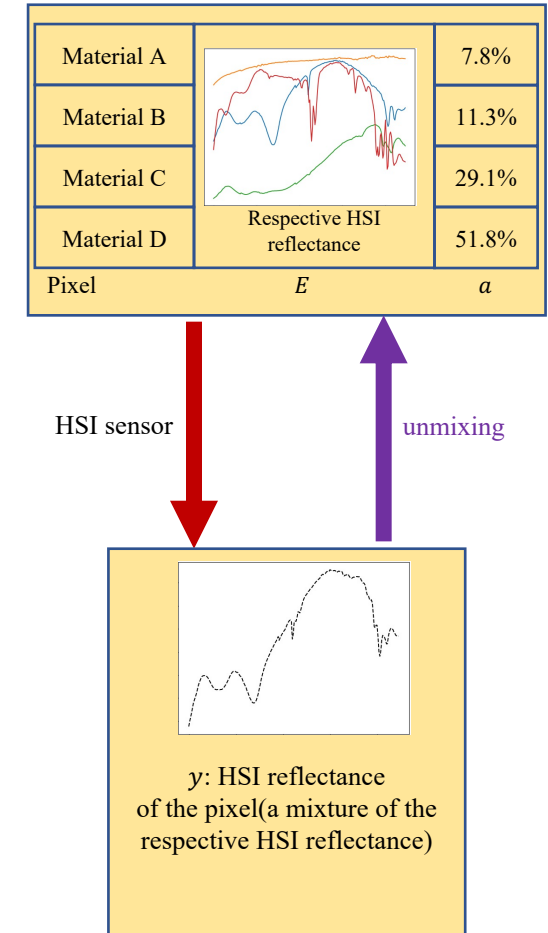 Material A
7.8%
Material B
11.3%
Material C
29.1%
Material D
51.8%
Respective HSI
reflectance
Pixel
E
a
HSI sensor
unmixing
y: HSI reflectance
of the pixel(a mixture of the
respective HSI reflectance)